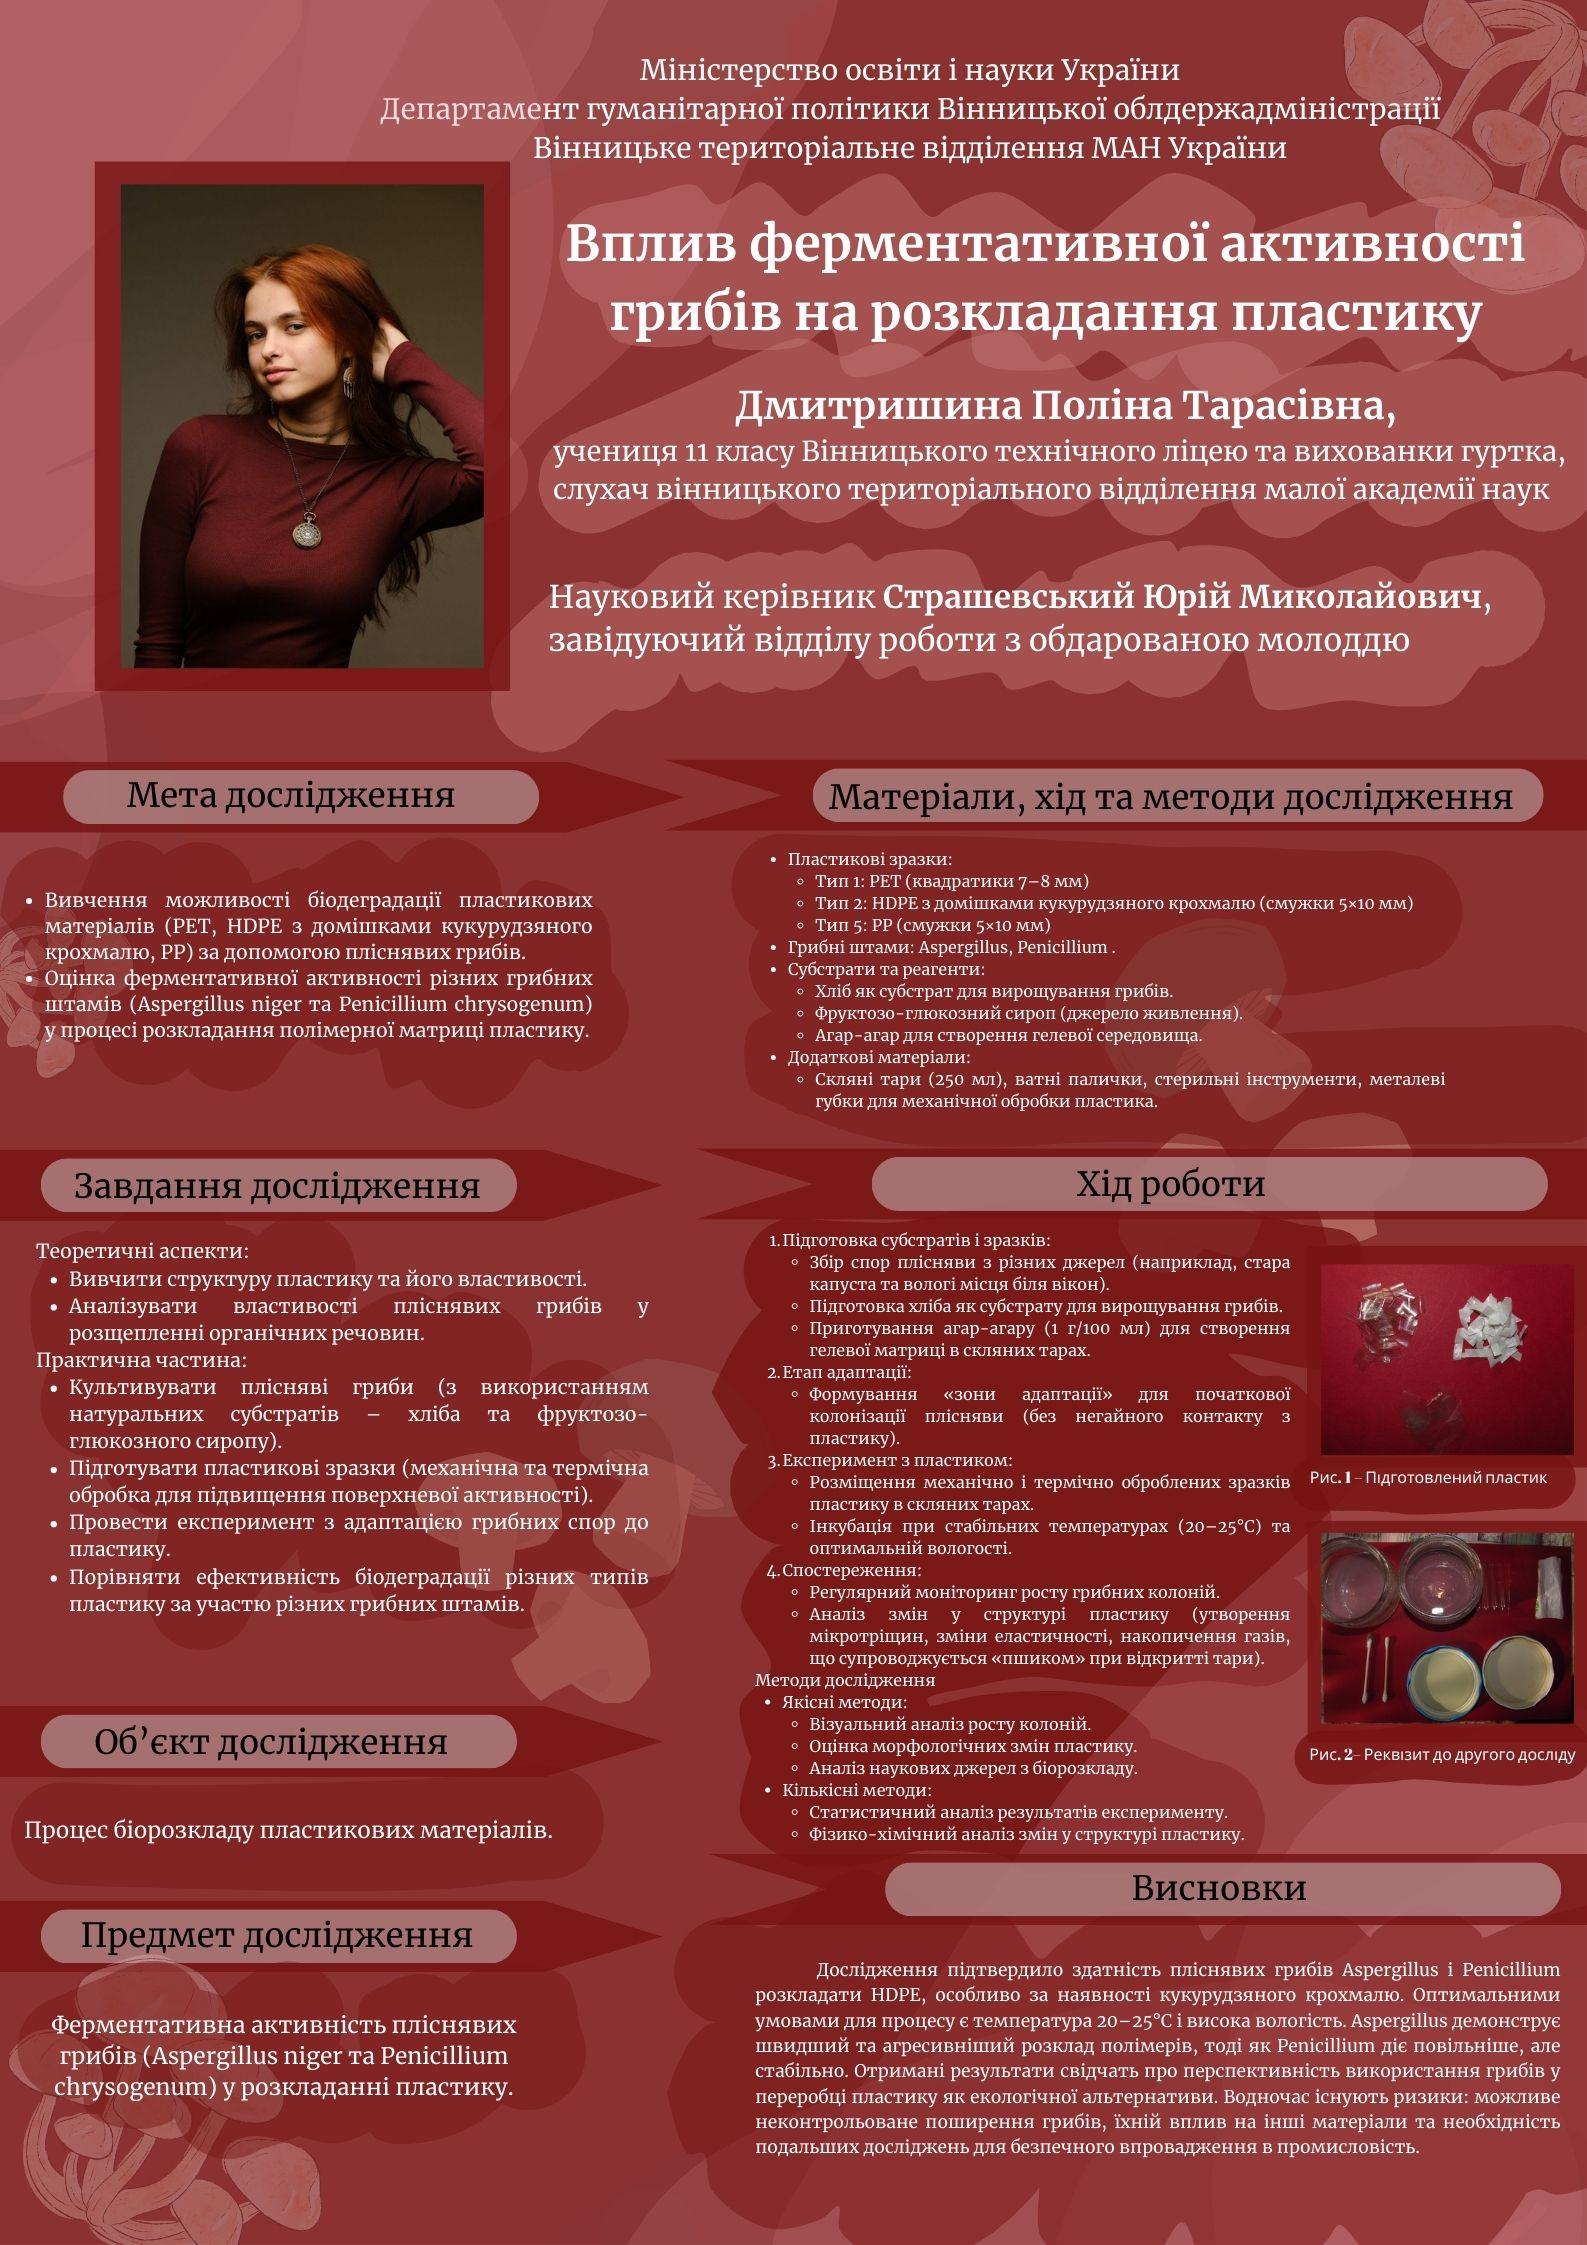 Міністерство освіти і науки України
Департамент гуманітарної політики Вінницької облдержадміністрації
Вінницьке територіальне відділення МАН України
Вплив ферментативної активності
грибів на розкладання пластику
Дмитришина Поліна Тарасівна,
учениця 11 класу Вінницького технічного ліцею та вихованки гуртка,
слухач вінницького територіального відділення малої академії наук
Науковий керівник Страшевський Юрій Миколайович,
завідуючий відділу роботи з обдарованою молоддю
Мета дослідження
• Вивчення можливості біодеградації пластикових
матеріалів (PET, HDPE з домішками кукурудзяного
крохмалю, PP) за допомогою пліснявих грибів.
• Оцінка ферментативної активності різних грибних
штамів (Aspergillus niger та Penicillium chrysogenum)
у процесі розкладання полімерної матриці пластику.
Завдання дослідження
Теоретичні аспекти:
• Вивчити структуру пластику та його властивості.
• Аналізувати властивості пліснявих грибів у
розщепленні органічних речовин.
Практична частина:
• Культивувати плісняві гриби (з використанням
натуральних субстратів – хліба та фруктозо-
глюкозного сиропу).
• Підготувати пластикові зразки (механічна та термічна
обробка для підвищення поверхневої активності).
• Провести експеримент з адаптацією грибних спор до
пластику.
• Порівняти ефективність біодеградації різних типів
пластику за участю різних грибних штамів.
Об’єкт дослідження
Процес біорозкладу пластикових матеріалів.
Предмет дослідження
Ферментативна активність пліснявих
грибів (Aspergillus niger та Penicillium
chrysogenum) у розкладанні пластику.
Матеріали, хід та методи дослідження
• Пластикові зразки:
◦ Тип 1: PET (квадратики 7–8 мм)
◦ Тип 2: HDPE з домішками кукурудзяного крохмалю (смужки 5×10 мм)
◦ Тип 5: PP (смужки 5×10 мм)
• Грибні штами: Aspergillus, Penicillium .
• Субстрати та реагенти:
◦ Хліб як субстрат для вирощування грибів.
◦ Фруктозо-глюкозний сироп (джерело живлення).
◦ Агар-агар для створення гелевої середовища.
• Додаткові матеріали:
◦ Скляні тари (250 мл), ватні палички, стерильні інструменти, металеві
губки для механічної обробки пластика.
Хід роботи
1. Підготовка субстратів і зразків:
◦ Збір спор плісняви з різних джерел (наприклад, стара
капуста та вологі місця біля вікон).
◦ Підготовка хліба як субстрату для вирощування грибів.
◦ Приготування агар-агару (1 г/100 мл) для створення
гелевої матриці в скляних тарах.
2. Етап адаптації:
◦ Формування «зони адаптації» для початкової
колонізації плісняви (без негайного контакту з
пластику).
3. Експеримент з пластиком:
◦ Розміщення механічно і термічно оброблених зразків
пластику в скляних тарах.
◦ Інкубація при стабільних температурах (20–25°C) та
оптимальній вологості.
4. Спостереження:
◦ Регулярний моніторинг росту грибних колоній.
◦ Аналіз змін у структурі пластику (утворення
мікротріщин, зміни еластичності, накопичення газів,
що супроводжується «пшиком» при відкритті тари).
Методи дослідження
• Якісні методи:
◦ Візуальний аналіз росту колоній.
◦ Оцінка морфологічних змін пластику.
◦ Аналіз наукових джерел з біорозкладу.
• Кількісні методи:
◦ Статистичний аналіз результатів експерименту.
◦ Фізико-хімічний аналіз змін у структурі пластику.
Рис. 1 – Підготовлений пластик
Рис. 2– Реквізит до другого досліду
Висновки
Дослідження підтвердило здатність пліснявих грибів Aspergillus і Penicillium
розкладати HDPE, особливо за наявності кукурудзяного крохмалю. Оптимальними
умовами для процесу є температура 20–25°C і висока вологість. Aspergillus демонструє
швидший та агресивніший розклад полімерів, тоді як Penicillium діє повільніше, але
стабільно. Отримані результати свідчать про перспективність використання грибів у
переробці пластику як екологічної альтернативи. Водночас існують ризики: можливе
неконтрольоване поширення грибів, їхній вплив на інші матеріали та необхідність
подальших досліджень для безпечного впровадження в промисловість.